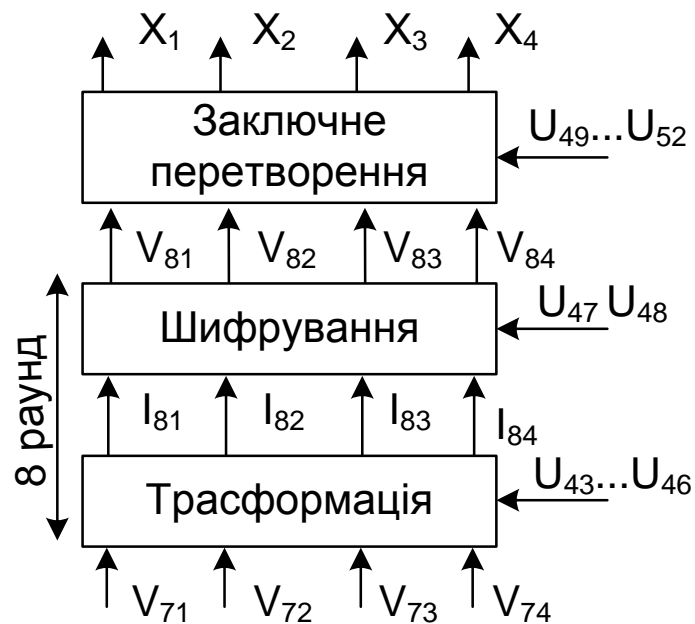 X₁ X₂ X₃ X₄
Заключне
перетворення
U₄₉...U₅₂
V₈₁ V₈₂ V₈₃ V₈₄
Шифрування
U₄₇ U₄₈
8 раунд
I₈₁ I₈₂ I₈₃ I₈₄
Трасформація
U₄₃...U₄₆
V₇₁ V₇₂ V₇₃ V₇₄